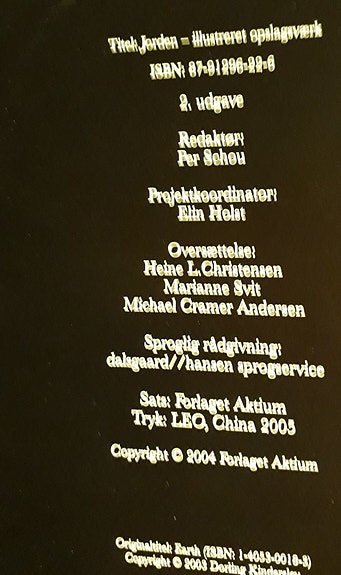 Titel: Jorden – illustreret opslagsværk
ISBN: 87-91296-22-6
2. udgave
Redaktør:
Per Schou
Projektkoordinator:
Elin Holst
Oversættelse:
Heine L.Christensen
Marianne Svit
Michael Cramer Andersen
Sproglig rådgivning:
dalsgaard//hansen sprogservice
Sats: Forlaget Aktium
Tryk: LEO, China 2005
Copyright © 2004 Forlaget Aktium
Originaltitel: Earth (ISBN: 1-4053-0018-3)
Copyright © 2003 Dorling Kindersley